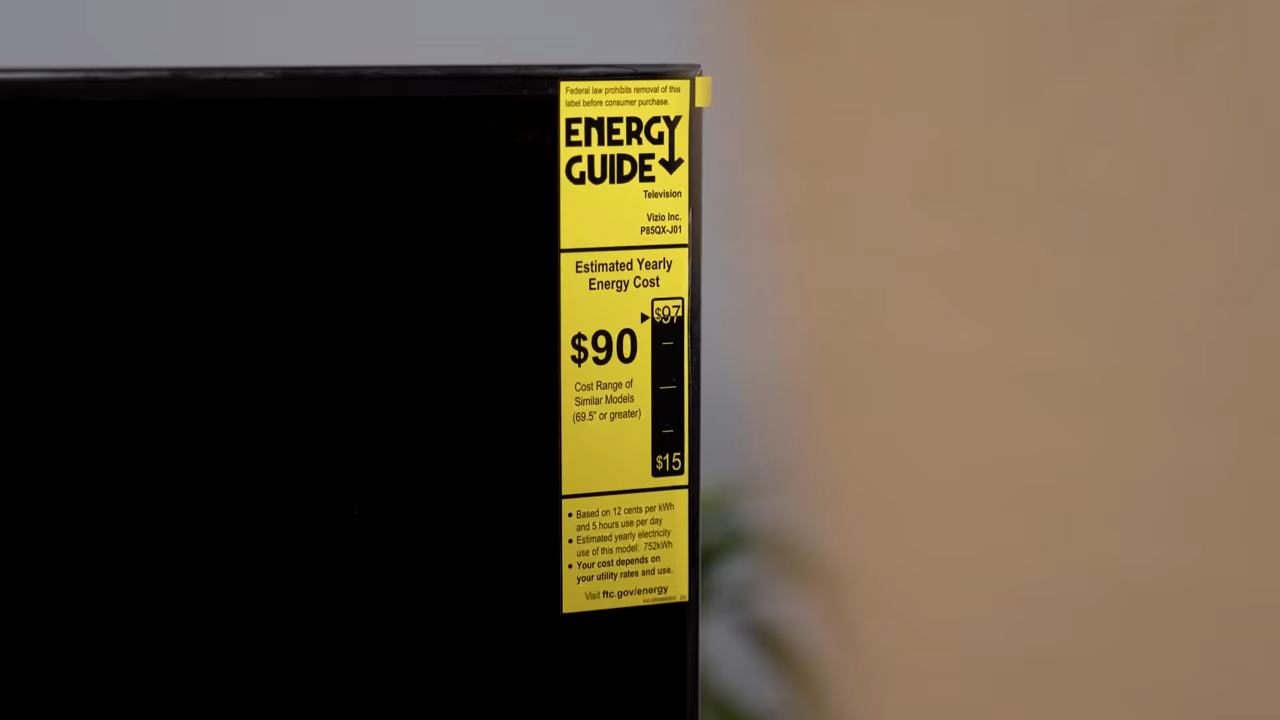 Federal law prohibits removal of this
label before consumer purchase.
ENERGY
GUIDE
Television
Vizio Inc.
P85QX-J01
Estimated Yearly
Energy Cost
$97
$90
Cost Range of
Similar Models
(69.5" or greater)
$15
● Based on 12 cents per kWh
and 5 hours use per day
● Estimated yearly electricity
use of this model: 752kWh
● Your cost depends on
your utility rates and use.
Visit ftc.gov/energy